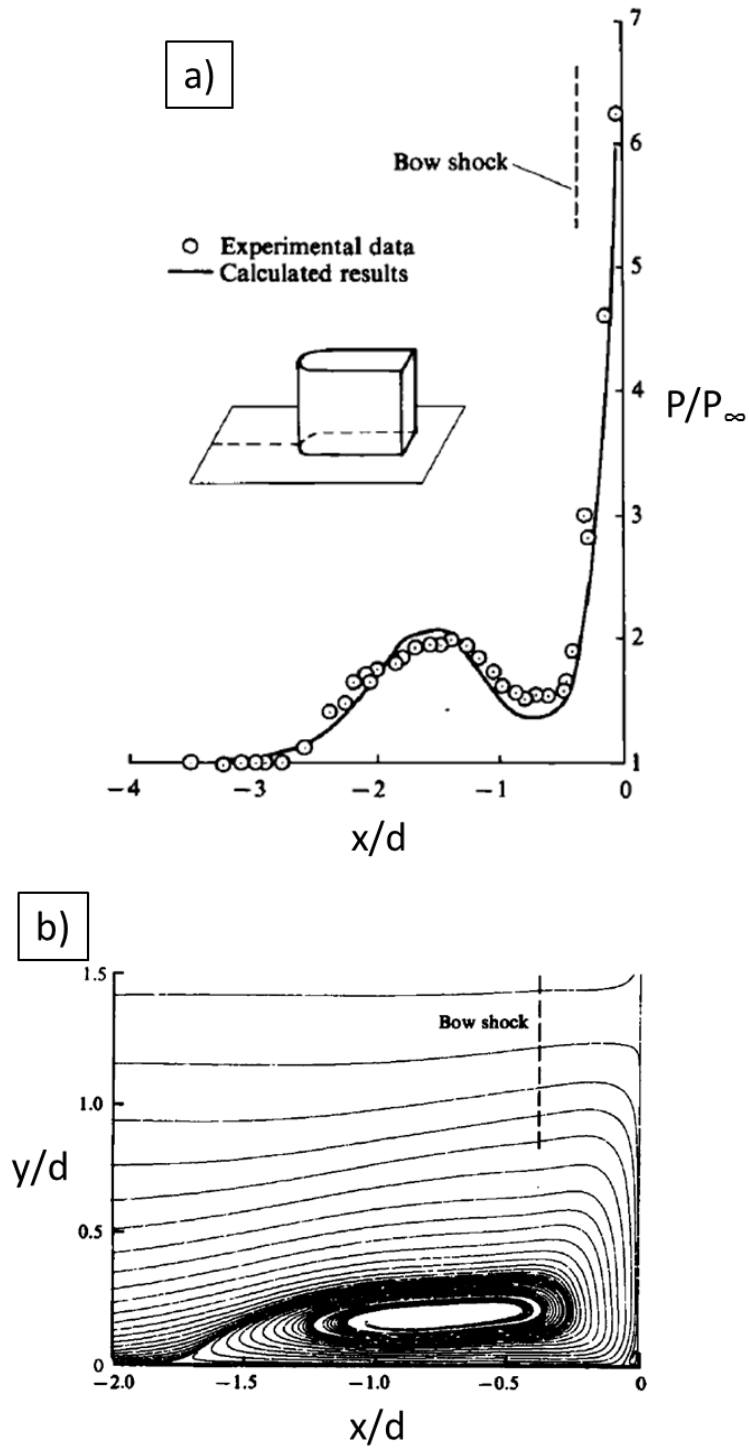 a)
7
Bow shock
6
Experimental data
Calculated results
5
4
P/P∞
3
2
1
−4 −3 −2 −1 0
x/d
b)
1.5
Bow shock
1.0
y/d
0.5
0
−2.0 −1.5 −1.0 −0.5 0
x/d